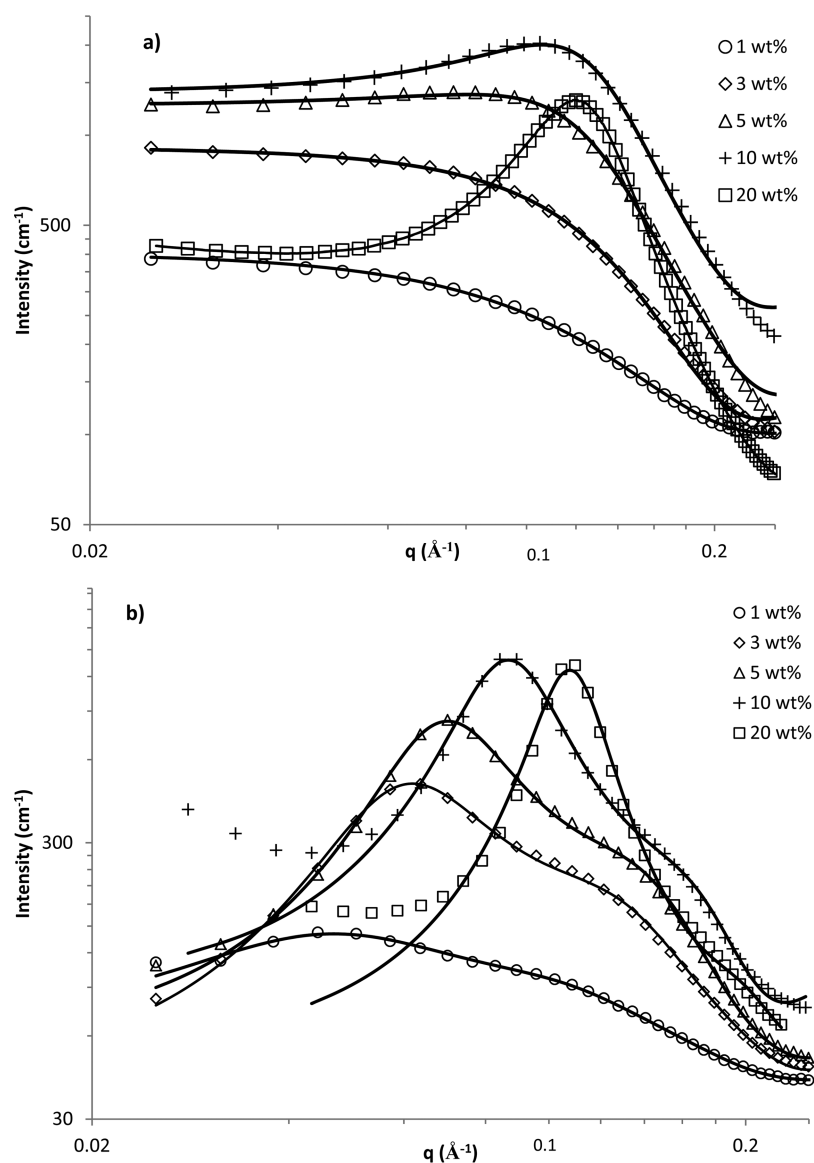 a)
1 wt%
3 wt%
5 wt%
10 wt%
20 wt%
500
Intensity (cm⁻¹)
50
0.02
q (Å⁻¹)
0.1
0.2
b)
1 wt%
3 wt%
5 wt%
10 wt%
20 wt%
300
Intensity (cm⁻¹)
30
0.02
q (Å⁻¹)
0.1
0.2